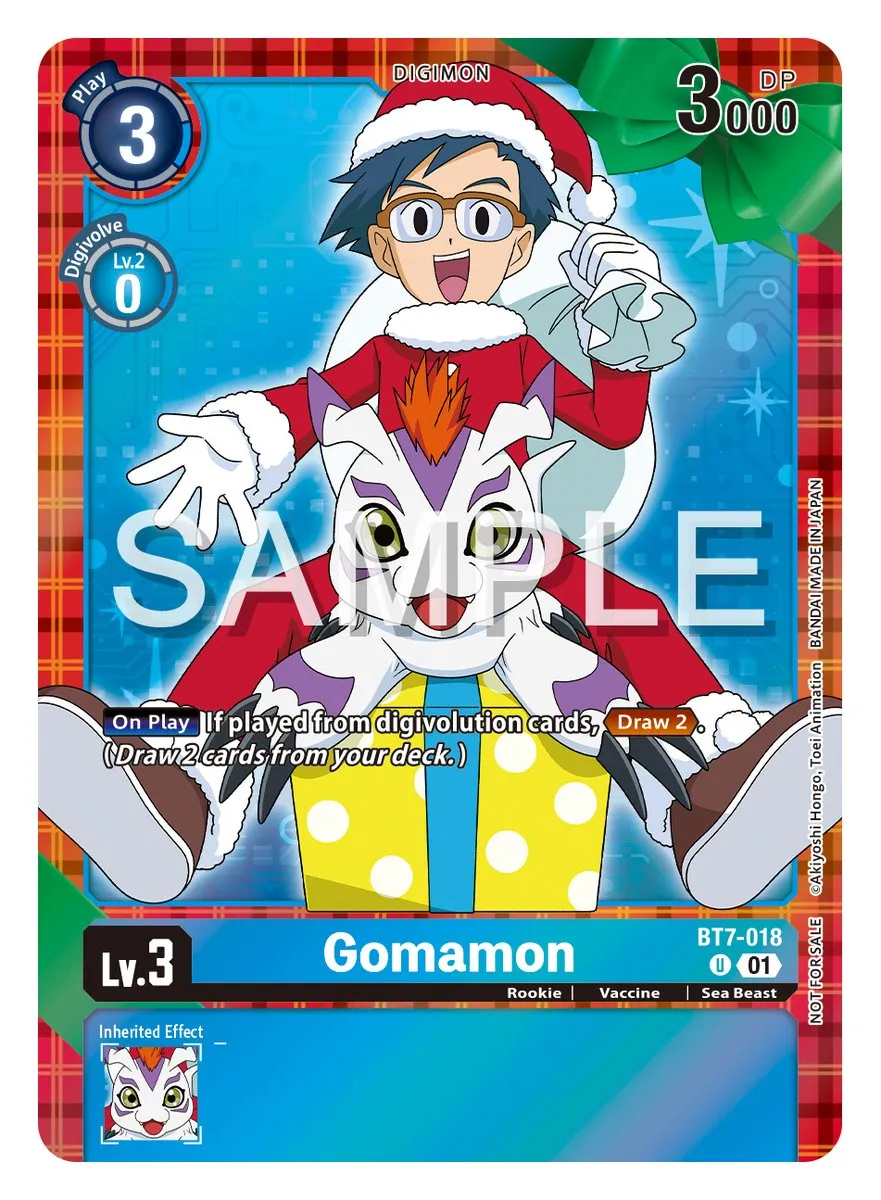 DIGIMON
Play
3
DP
3000
Digivolve
Lv.2
0
SAMPLE
On Play If played from digivolution cards, Draw 2.
(Draw 2 cards from your deck.)
©Akiyoshi Hongo, Toei Animation BANDAI MADE IN JAPAN
NOT FOR SALE
Lv.3
Gomamon
BT7-018
U 01
Rookie | Vaccine | Sea Beast
Inherited Effect
–